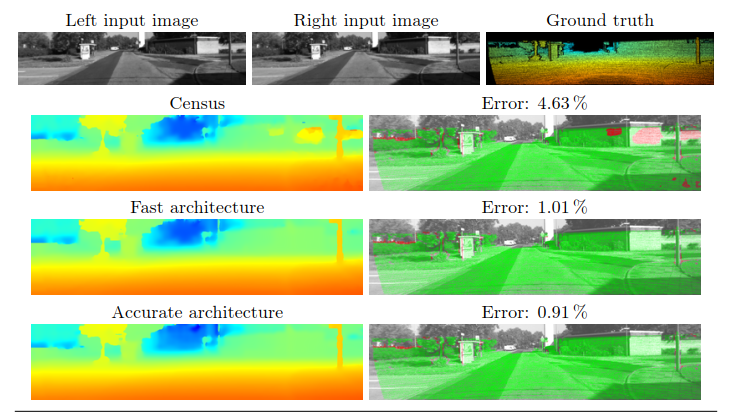 Left input image
Right input image
Ground truth
Census
Error: 4.63 %
Fast architecture
Error: 1.01 %
Accurate architecture
Error: 0.91 %